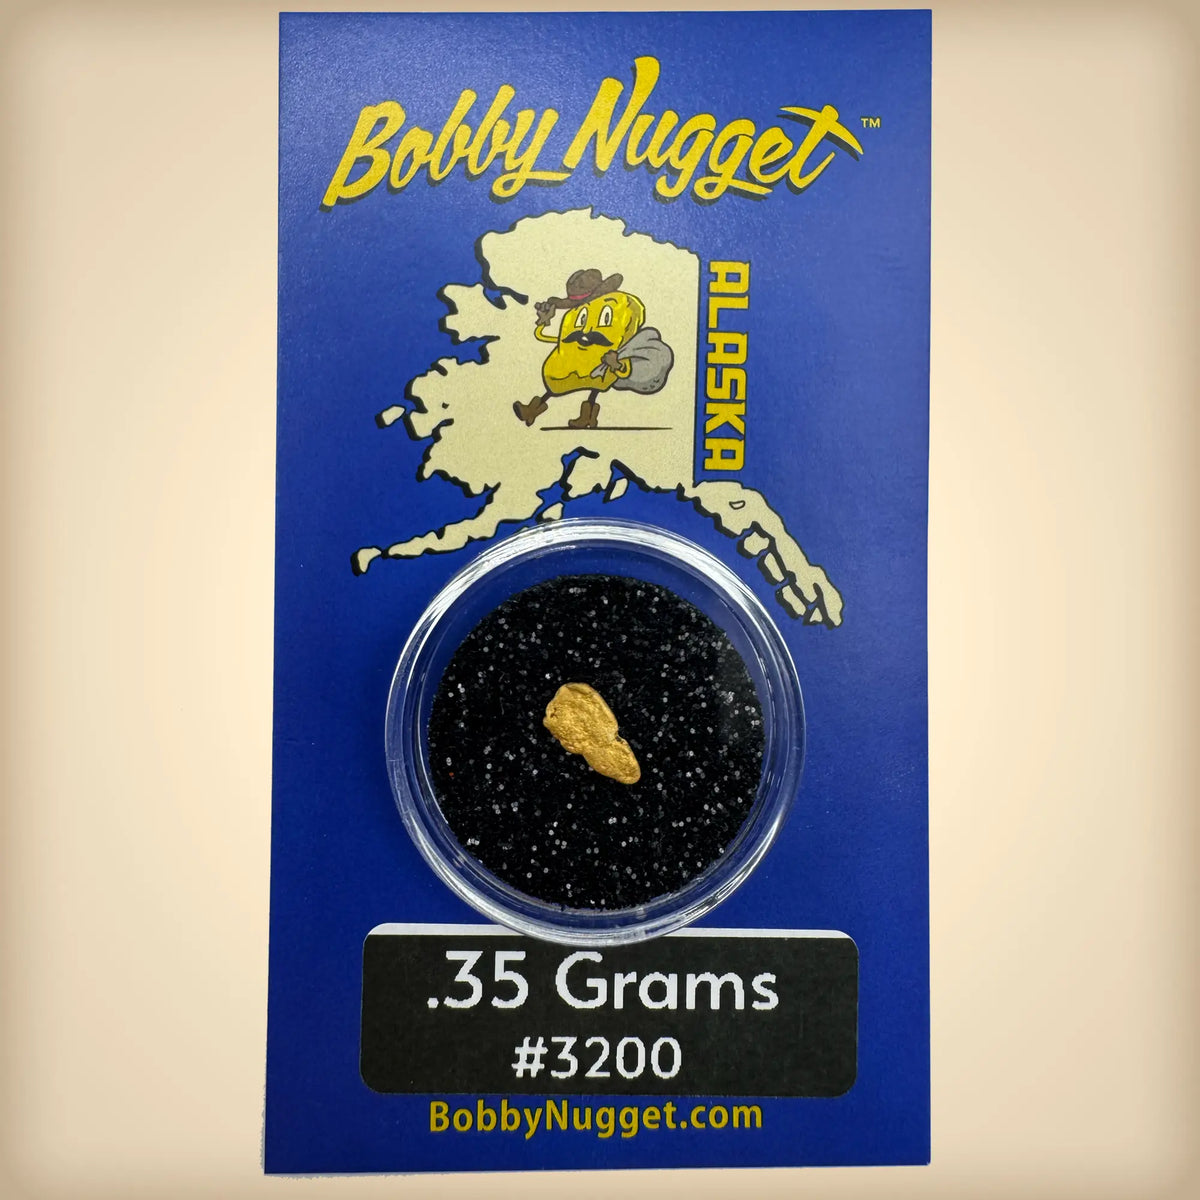 Bobby Nugget™
ALASKA
.35 Grams
#3200
BobbyNugget.com